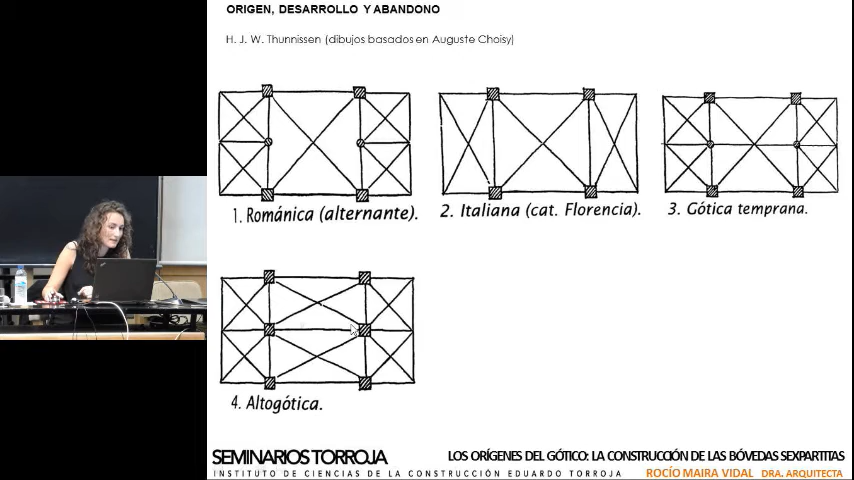 ORIGEN, DESARROLLO Y ABANDONO
H. J. W. Thunnissen (dibujos basados en Auguste Choisy)
1. Románica (alternante).
2. Italiana (cat. Florencia).
3. Gótica temprana.
4. Altogótica.
SEMINARIOS TORROJA
INSTITUTO DE CIENCIAS DE LA CONSTRUCCIÓN EDUARDO TORROJA
LOS ORÍGENES DEL GÓTICO: LA CONSTRUCCIÓN DE LAS BÓVEDAS SEXPARTITAS
ROCÍO MAIRA VIDAL DRA. ARQUITECTA